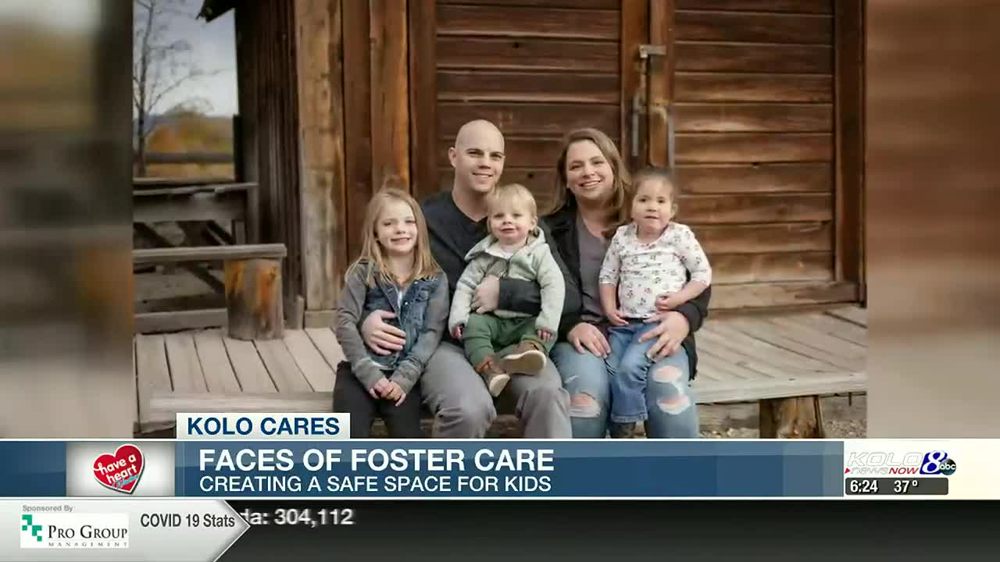 KOLO CARES
have a heart
FACES OF FOSTER CARE
CREATING A SAFE SPACE FOR KIDS
KOLO 8 abc
NEWS NOW
6:24 37°
Sponsored By
PRO GROUP
MANAGEMENT
COVID 19 Stats
da: 304,112